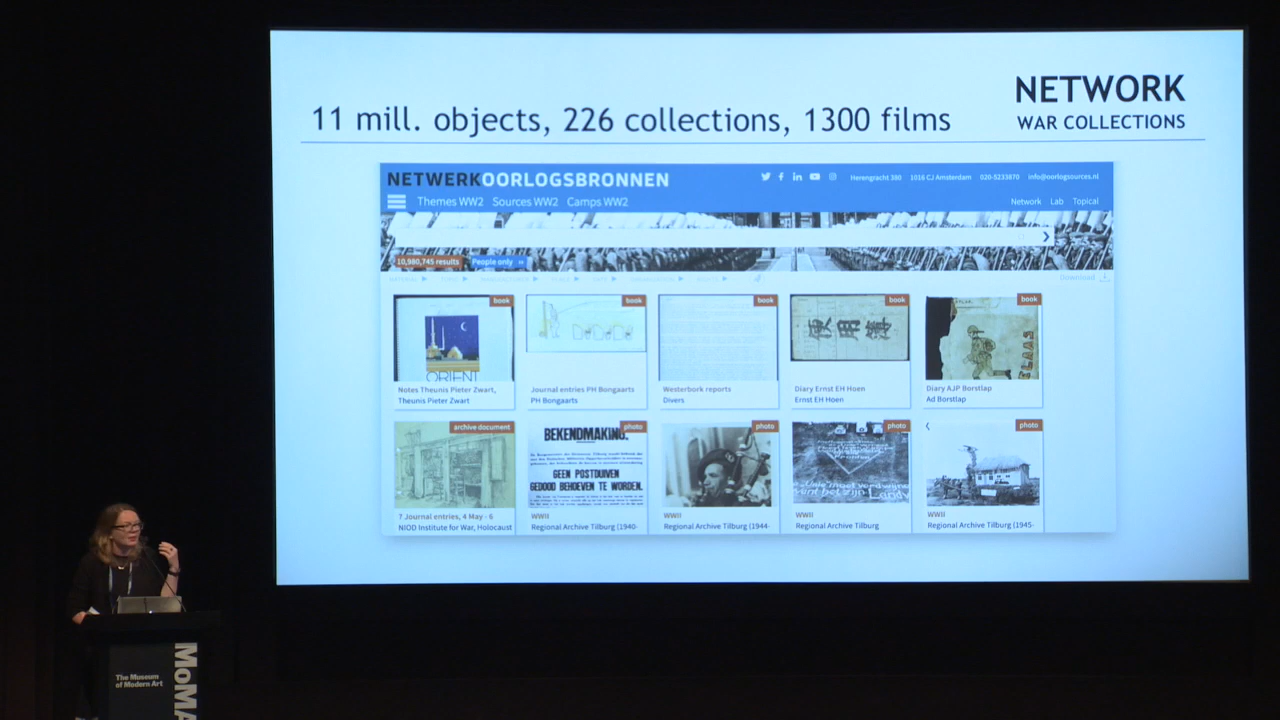 NETWORK
WAR COLLECTIONS
11 mill. objects, 226 collections, 1300 films
NETWERKOORLOGSBRONNEN
Herengracht 380 1016 CJ Amsterdam 020-5233870 info@oorlogsources.nl
Themes WW2 Sources WW2 Camps WW2
Network Lab Topical
10,980,745 results People only
Download
book
book
book
book
book
ORIENT
Notes Theunis Pieter Zwart,
Theunis Pieter Zwart
Journal entries PH Bongaarts
PH Bongaarts
Westerbork reports
Divers
Diary Ernst EH Hoen
Ernst EH Hoen
Diary AJP Borstlap
Ad Borstlap
archive document
photo
photo
photo
photo
BEKENDMAKING.
GEEN POSTDUIVEN
GEDOOD BEHOEVEN TE WORDEN.
7 Journal entries, 4 May - 6
NIOD Institute for War, Holocaust
WWII
Regional Archive Tilburg (1940-
WWII
Regional Archive Tilburg (1944-
WWII
Regional Archive Tilburg
WWII
Regional Archive Tilburg (1945-
The Museum
of Modern Art
MoMA